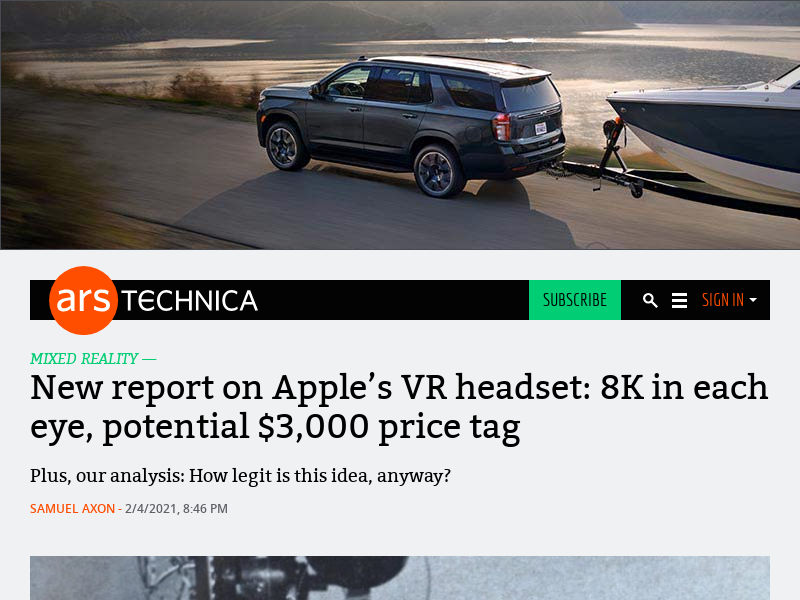 ars TECHNICA
SUBSCRIBE
SIGN IN
MIXED REALITY —
New report on Apple’s VR headset: 8K in each
eye, potential $3,000 price tag
Plus, our analysis: How legit is this idea, anyway?
SAMUEL AXON - 2/4/2021, 8:46 PM